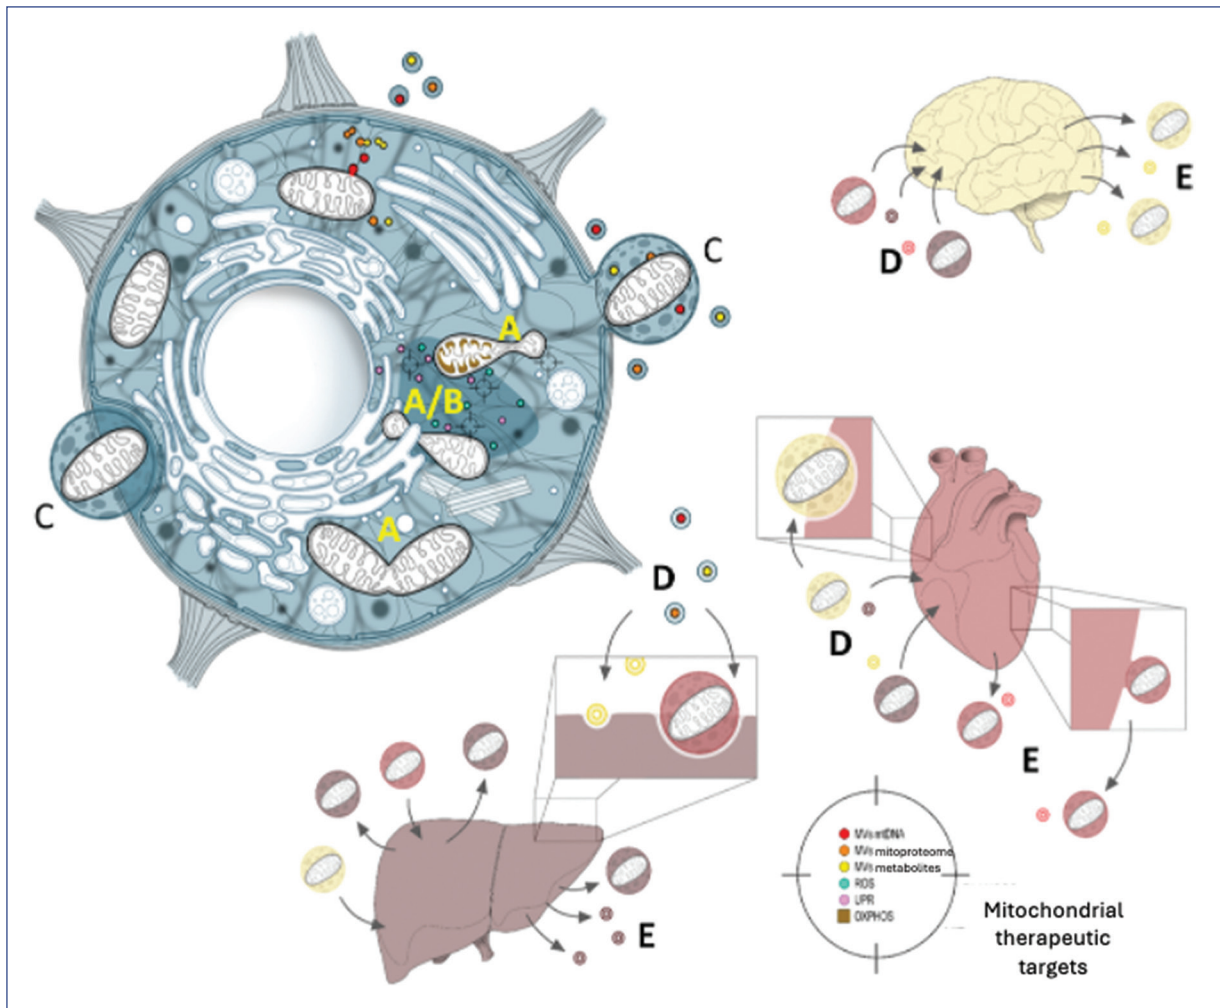 C
E
D
A
A/B
C
A
D
D
E
E
MVs mtDNA
MVs mitoproteome
MVs metabolites
ROS
UPR
OXPHOS
Mitochondrial
therapeutic
targets